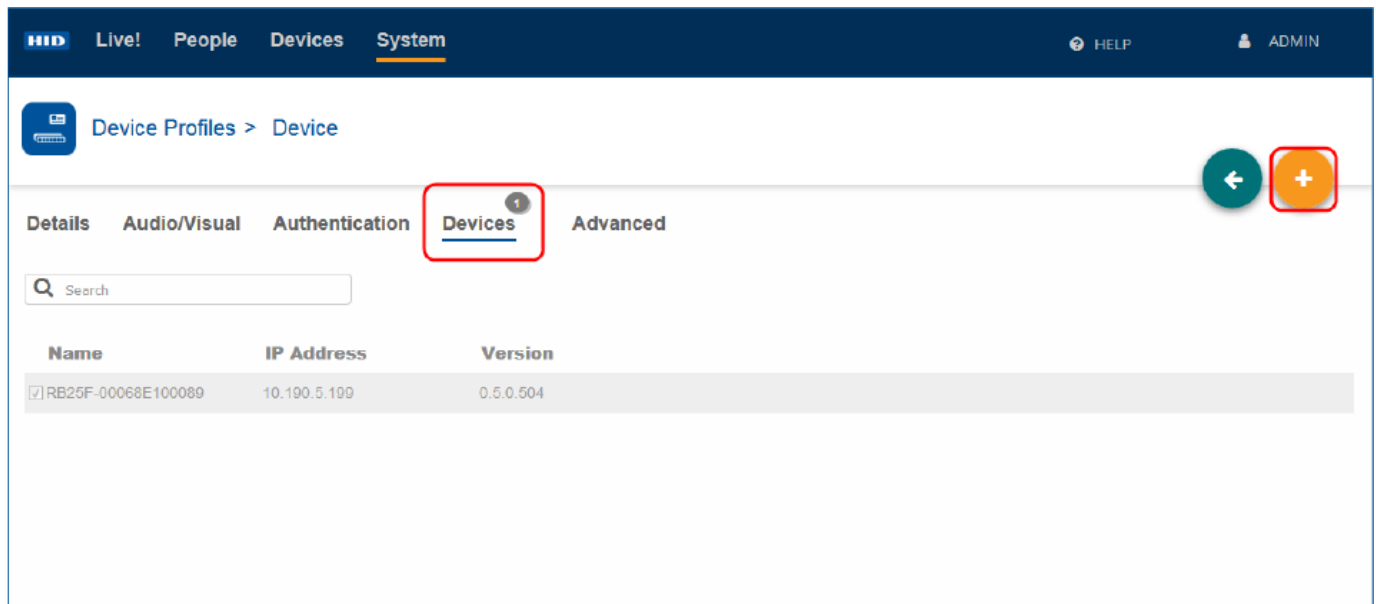 HID Live! People Devices System HELP ADMIN
Device Profiles > Device
Details Audio/Visual Authentication Devices 1 Advanced
Search
Name IP Address Version
RB25F-00068E100089 10.190.5.199 0.5.0.504